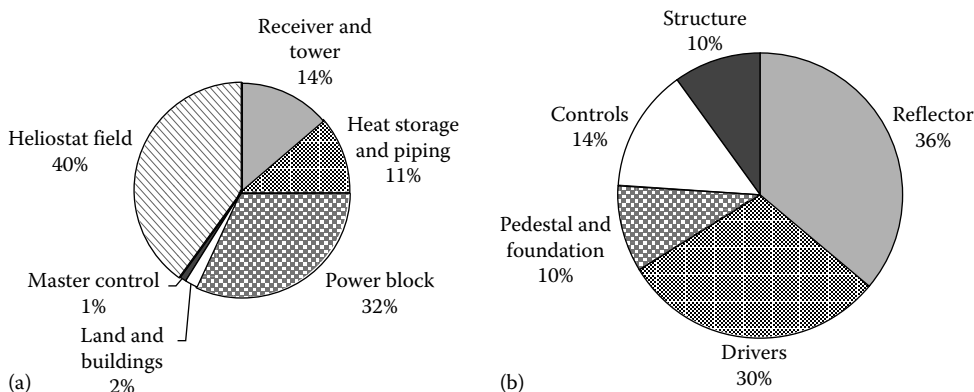 Receiver and
tower
14%
Heat storage
and piping
11%
Power block
32%
Land and
buildings
2%
Master control
1%
Heliostat field
40%
(a)
Structure
10%
Reflector
36%
Drivers
30%
Pedestal and
foundation
10%
Controls
14%
(b)